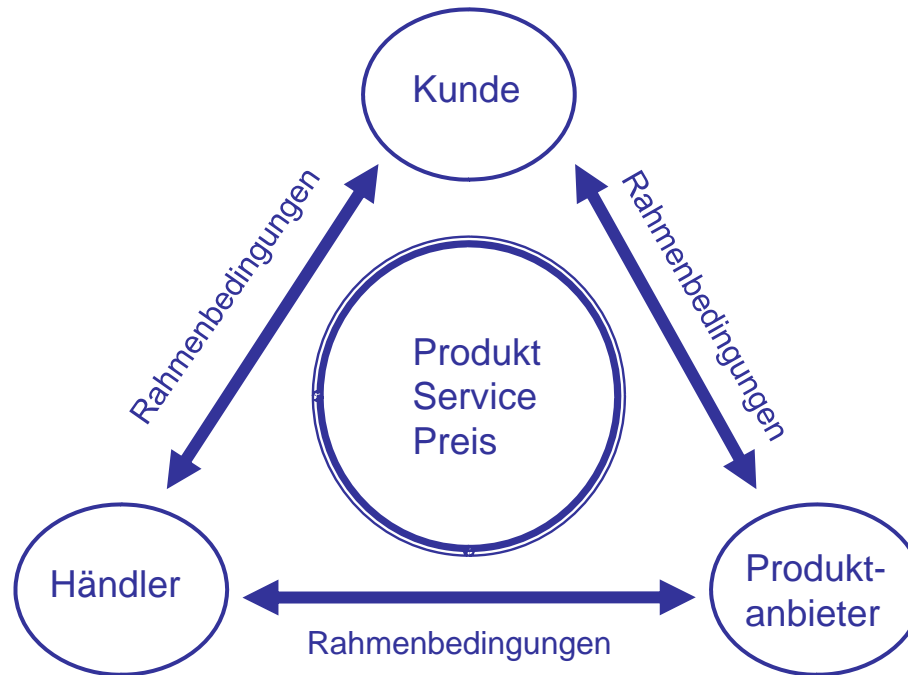 Kunde
Rahmenbedingungen
Rahmenbedingungen
Produkt
Service
Preis
Händler
Produkt-
anbieter
Rahmenbedingungen